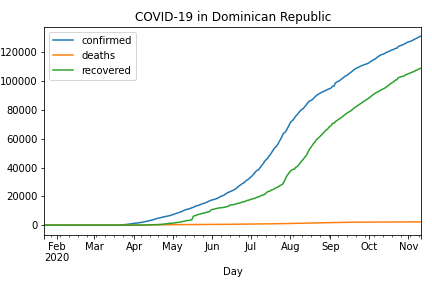 COVID-19 in Dominican Republic
confirmed
deaths
recovered
120000
100000
80000
60000
40000
20000
0
Feb Mar Apr May Jun Jul Aug Sep Oct Nov
2020
Day